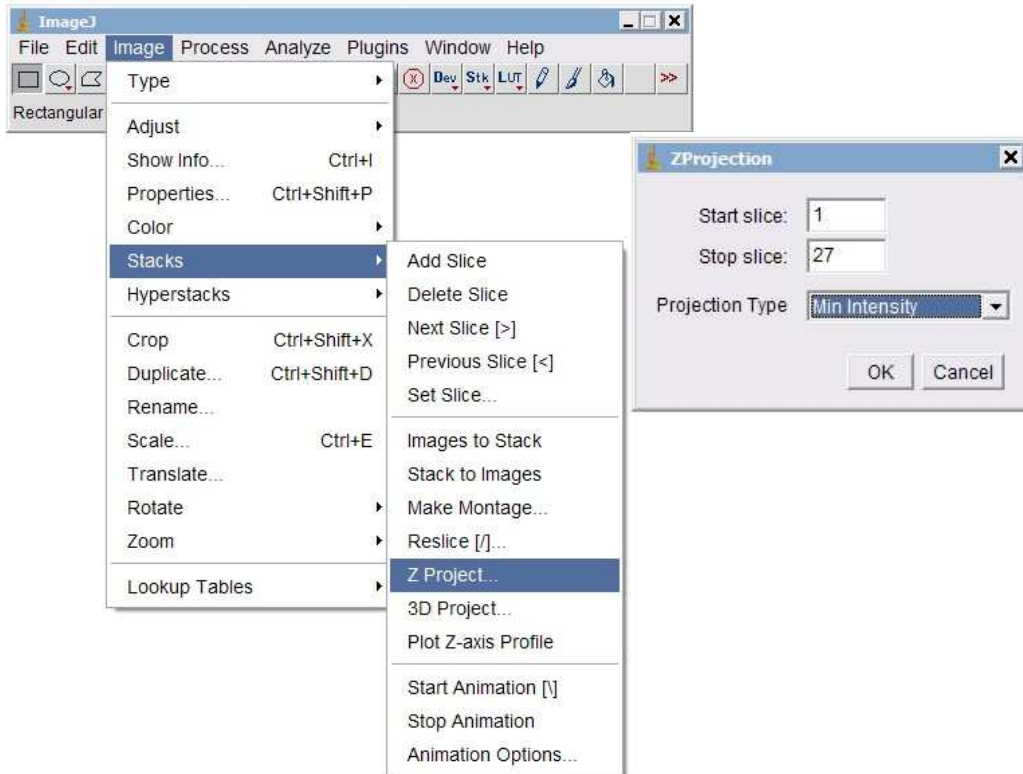 ImageJ
File Edit Image Process Analyze Plugins Window Help
Dev Stk LUT >>
Rectangular
Type
Adjust
Show Info... Ctrl+I
Properties... Ctrl+Shift+P
Color
Stacks
Hyperstacks
Crop Ctrl+Shift+X
Duplicate... Ctrl+Shift+D
Rename...
Scale... Ctrl+E
Translate...
Rotate
Zoom
Lookup Tables
Add Slice
Delete Slice
Next Slice [>]
Previous Slice [<]
Set Slice...
Images to Stack
Stack to Images
Make Montage...
Reslice [/]...
Z Project...
3D Project...
Plot Z-axis Profile
Start Animation [\]
Stop Animation
Animation Options...
ZProjection
Start slice: 1
Stop slice: 27
Projection Type Min Intensity
OK Cancel